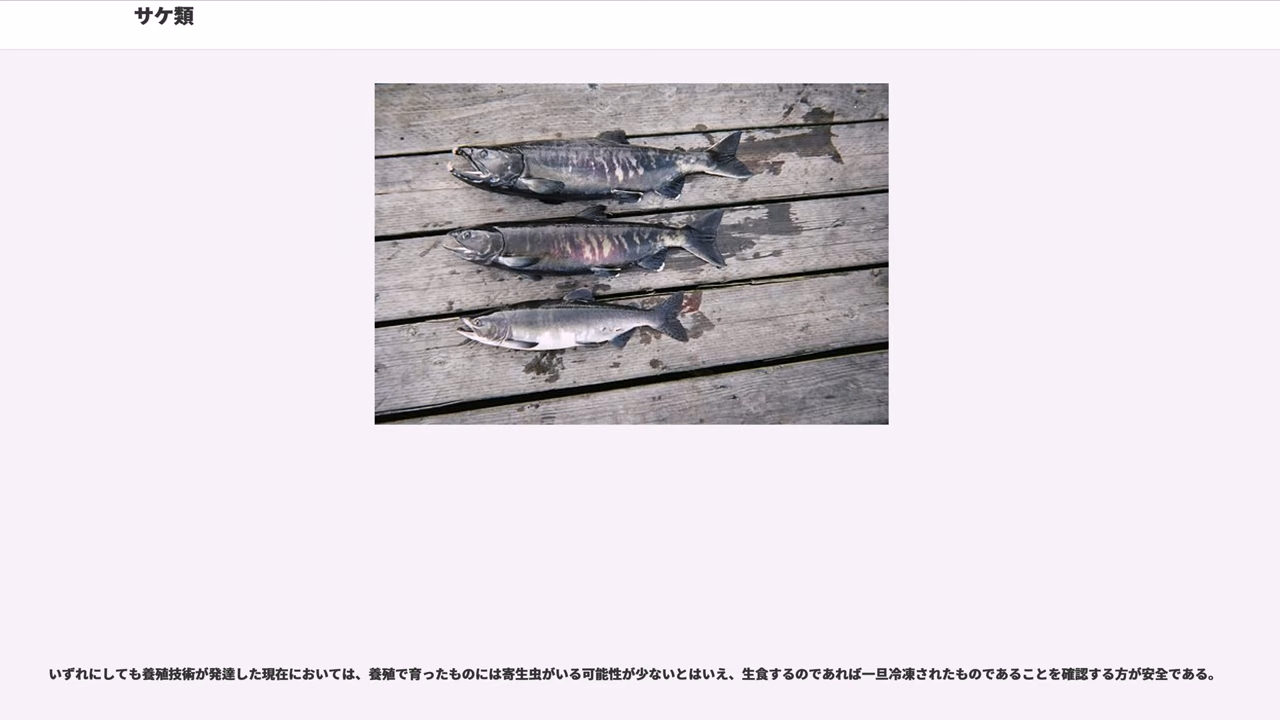 サケ類
いずれにしても養殖技術が発達した現在においては、養殖で育ったものには寄生虫がいる可能性が少ないとはいえ、生食するのであれば一旦冷凍されたものであることを確認する方が安全である。